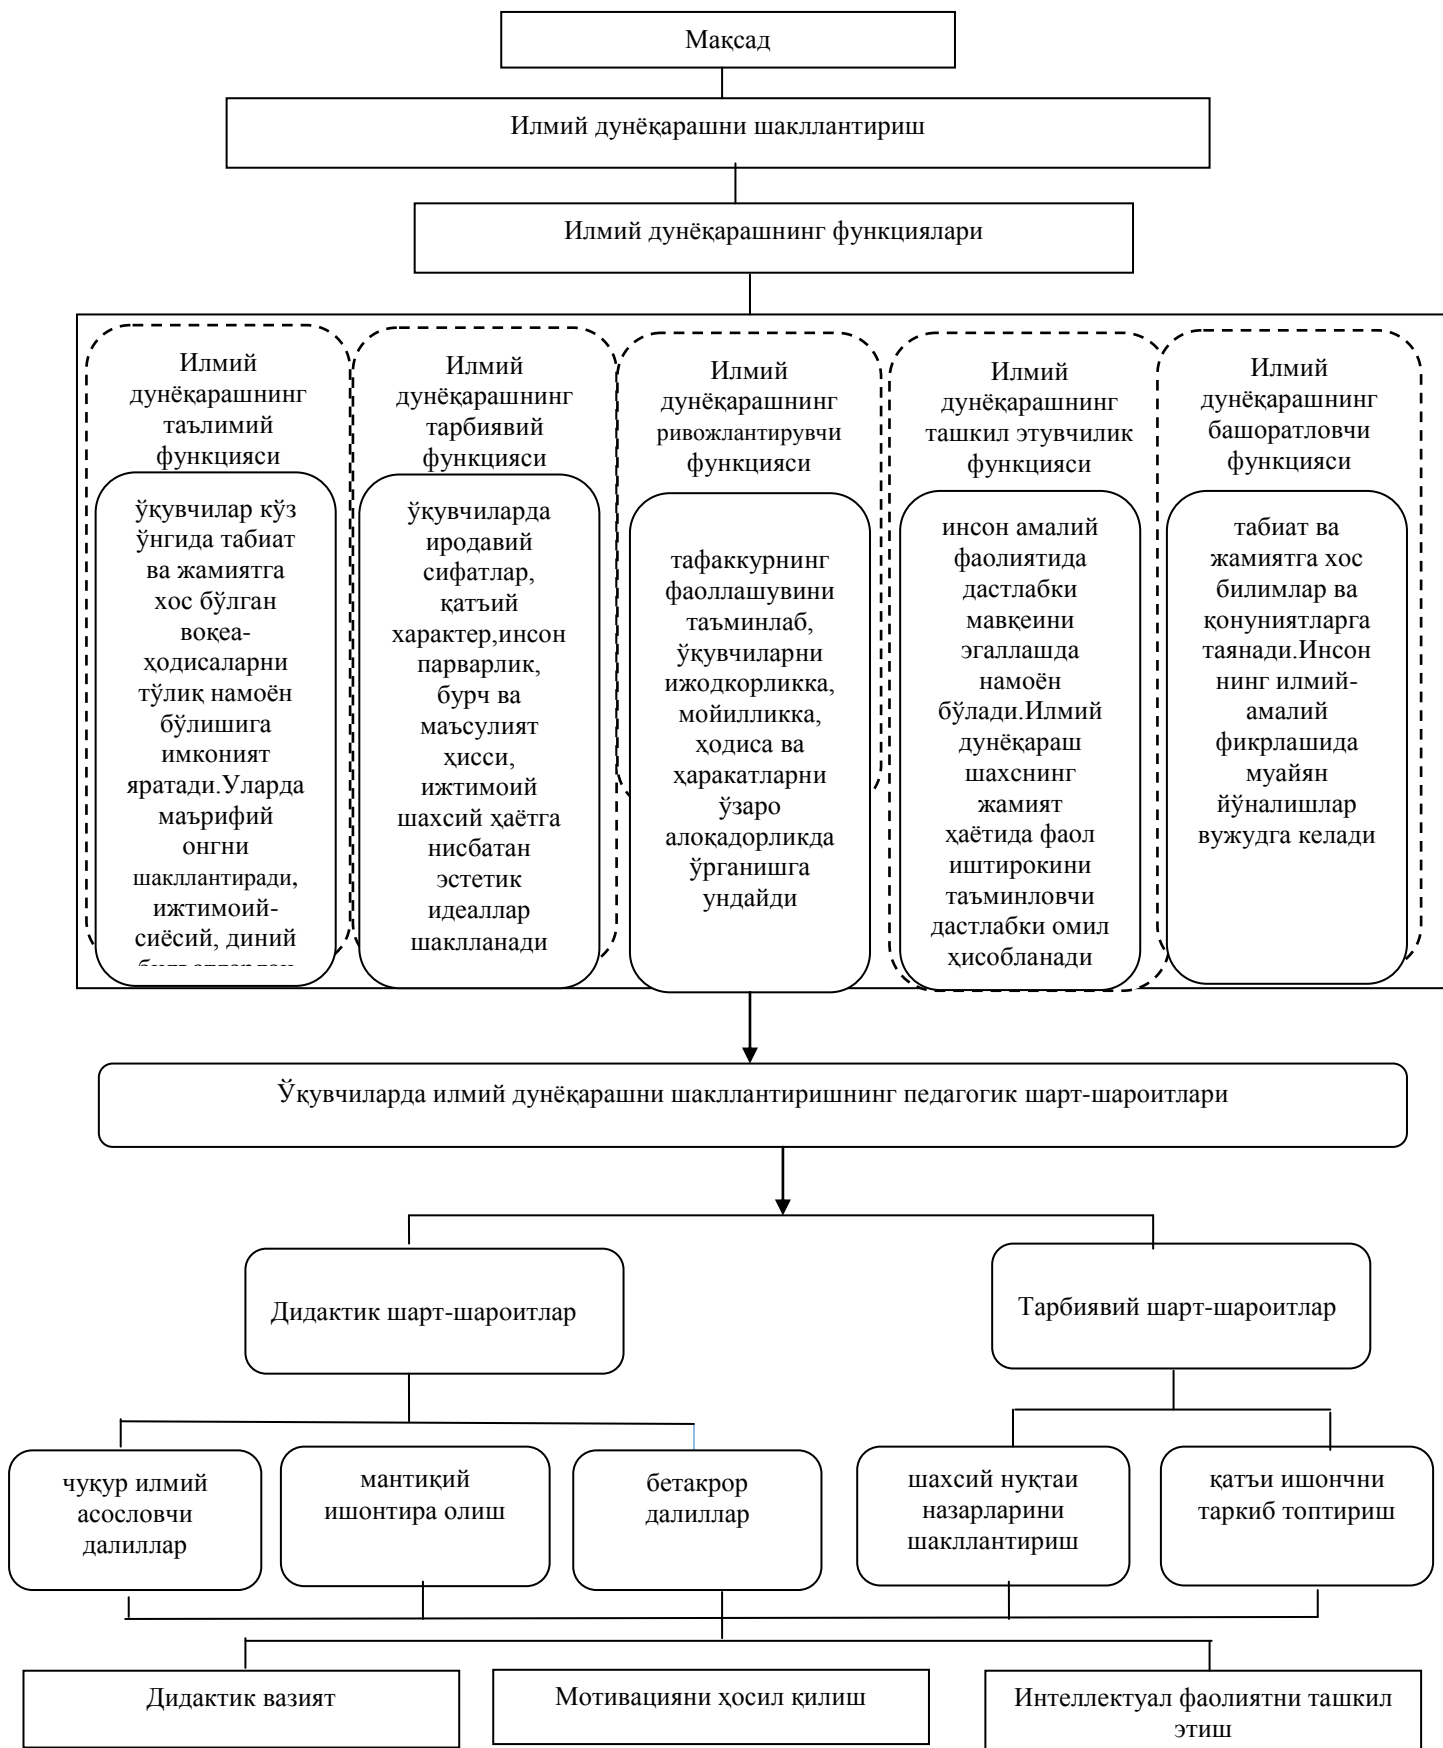 Мақсад
Илмий дунёқарашни шакллантириш
Илмий дунёқарашнинг функциялари
Илмий
дунёқарашнинг
таълимий
функцияси
ўқувчилар кўз
ўнгида табиат
ва жамиятга
хос бўлган
воқеа-
ҳодисаларни
тўлиқ намоён
бўлишига
имконият
яратади.Уларда
маърифий
онгни
шакллантиради,
ижтимоий-
сиёсий, диний
Илмий
дунёқарашнинг
тарбиявий
функцияси
ўқувчиларда
иродавий
сифатлар,
қатъий
характер,инсон
парварлик,
бурч ва
маъсулият
ҳисси,
ижтимоий
шахсий ҳаётга
нисбатан
эстетик
идеаллар
шаклланади
Илмий
дунёқарашнинг
ривожлантирувчи
функцияси
тафаккурнинг
фаоллашувини
таъминлаб,
ўқувчиларни
ижодкорликка,
мойилликка,
ҳодиса ва
ҳаракатларни
ўзаро
алоқадорликда
ўрганишга
ундайди
Илмий
дунёқарашнинг
ташкил этувчилик
функцияси
инсон амалий
фаолиятида
дастлабки
мавқеини
эгаллашда
намоён
бўлади.Илмий
дунёқараш
шахснинг
жамият
ҳаётида фаол
иштирокини
таъминловчи
дастлабки омил
ҳисобланади
Илмий
дунёқарашнинг
башоратловчи
функцияси
табиат ва
жамиятга хос
билимлар ва
қонуниятларга
таянади.Инсон
нинг илмий-
амалий
фикрлашида
муайян
йўналишлар
вужудга келади
Ўқувчиларда илмий дунёқарашни шакллантиришнинг педагогик шарт-шароитлари
Дидактик шарт-шароитлар
Тарбиявий шарт-шароитлар
чуқур илмий
асословчи
далиллар
мантиқий
ишонтира олиш
бетакрор
далиллар
шахсий нуқтаи
назарларини
шакллантириш
қатъи ишончни
таркиб топтириш
Дидактик вазият
Мотивацияни ҳосил қилиш
Интеллектуал фаолиятни ташкил
этиш